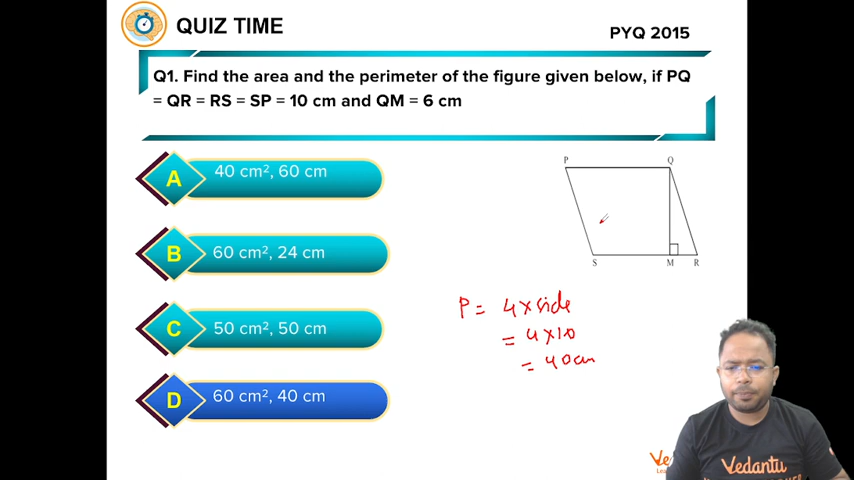 QUIZ TIME
PYQ 2015
Q1. Find the area and the perimeter of the figure given below, if PQ
= QR = RS = SP = 10 cm and QM = 6 cm
A 40 cm², 60 cm
B 60 cm², 24 cm
C 50 cm², 50 cm
D 60 cm², 40 cm
P Q
S M R
P = 4 × side
= 4 × 10
= 40 cm
Vedantu